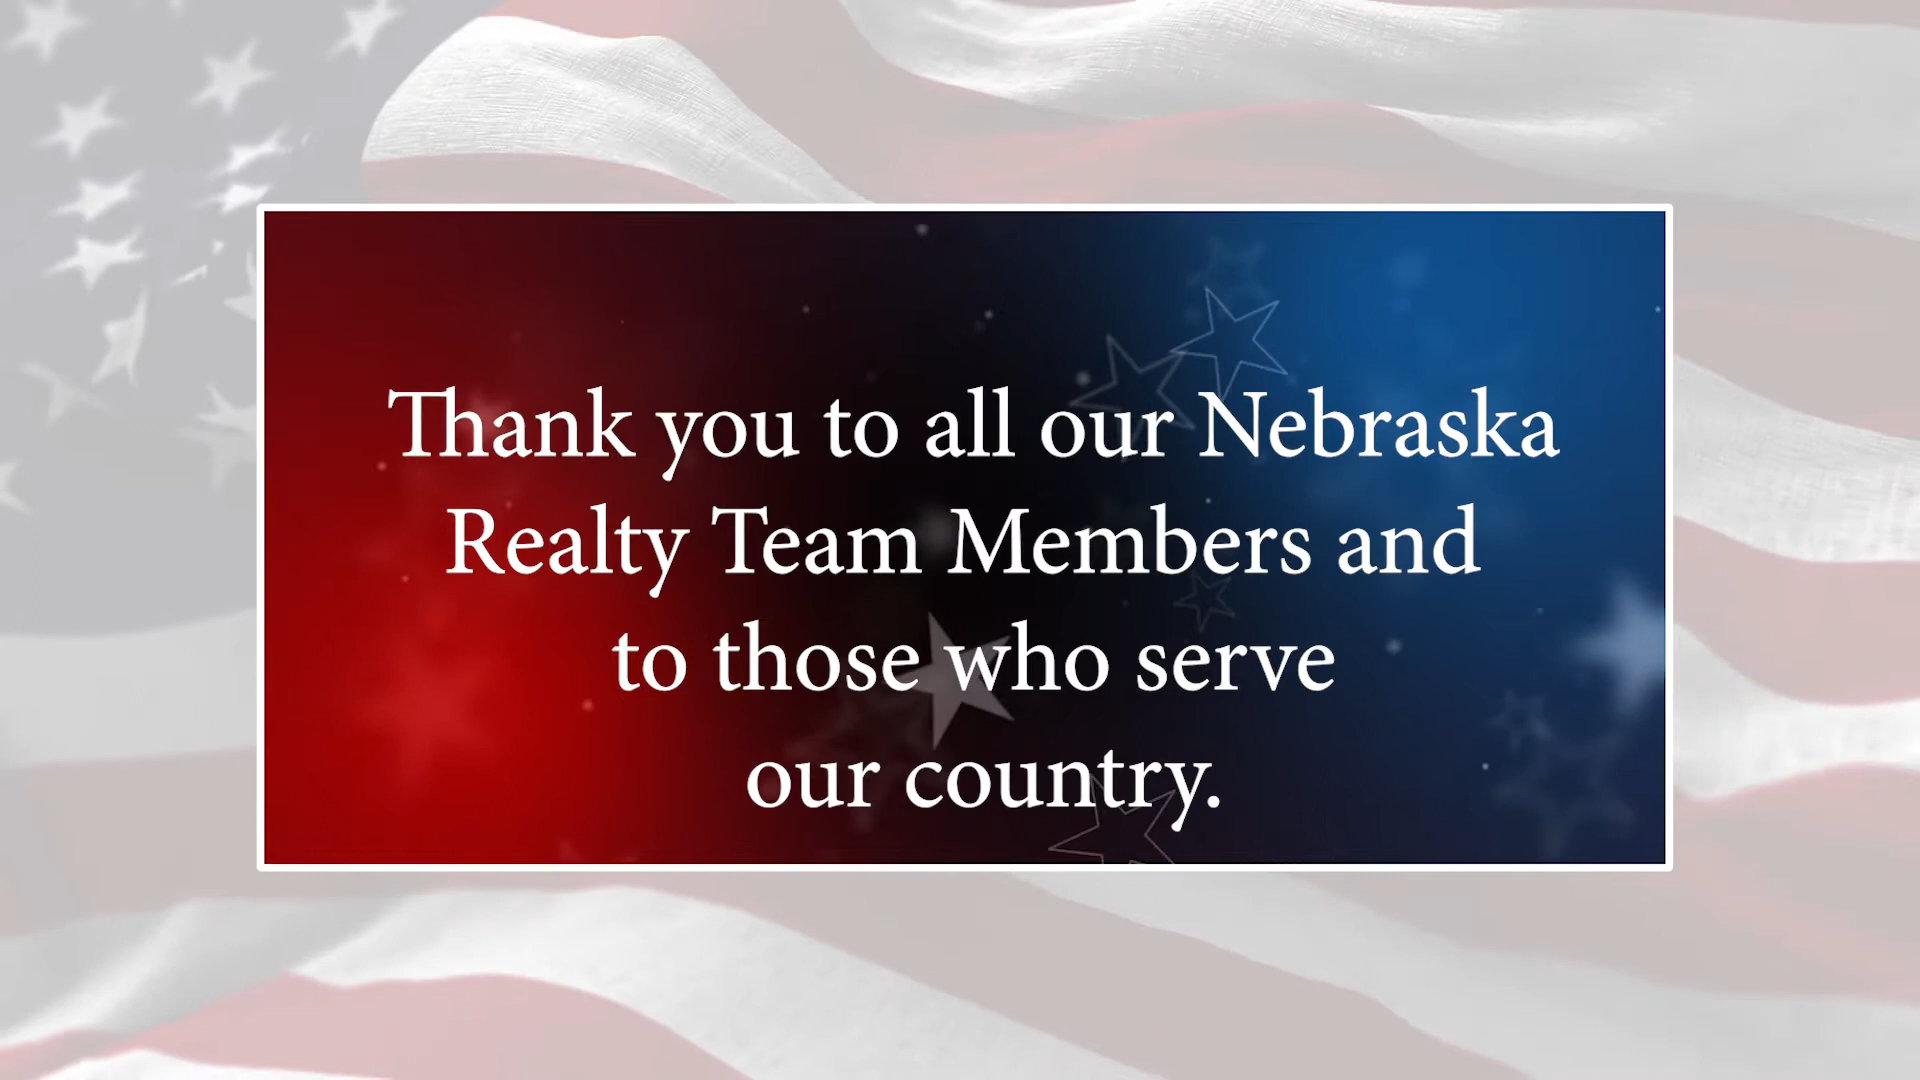 Thank you to all our Nebraska
Realty Team Members and
to those who serve
our country.